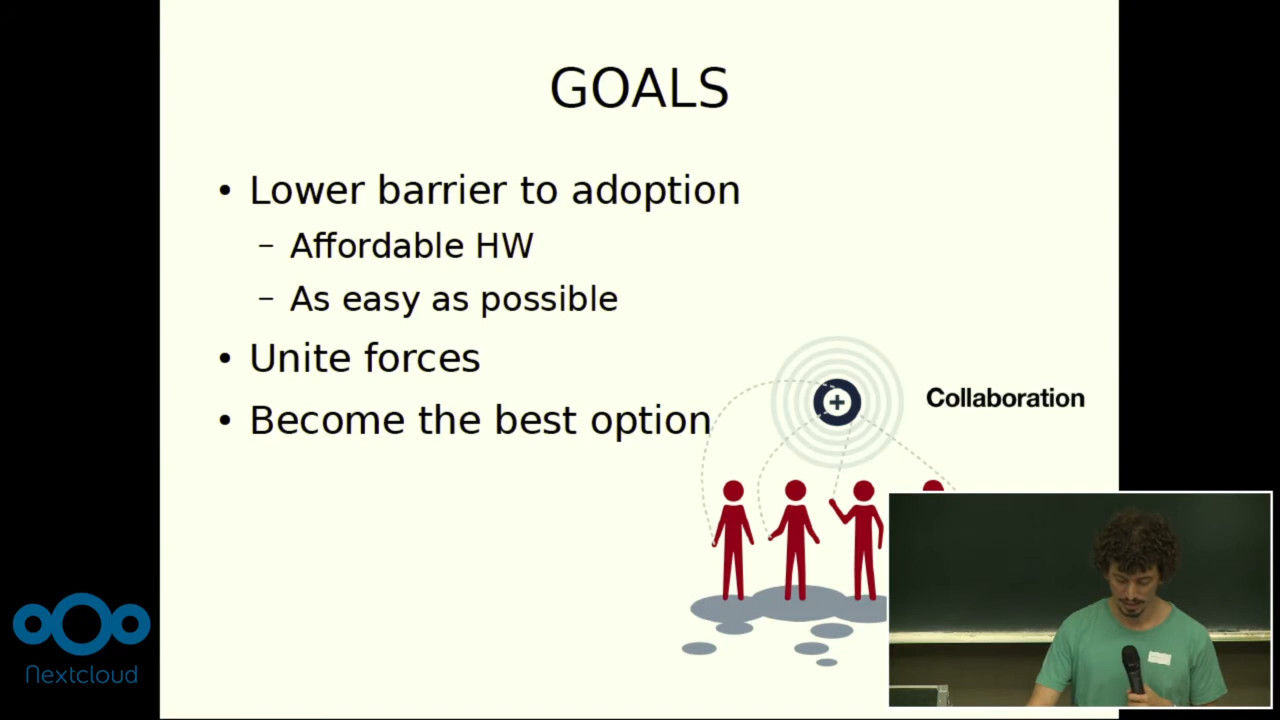 GOALS
• Lower barrier to adoption
– Affordable HW
– As easy as possible
• Unite forces
• Become the best option
Collaboration
Nextcloud